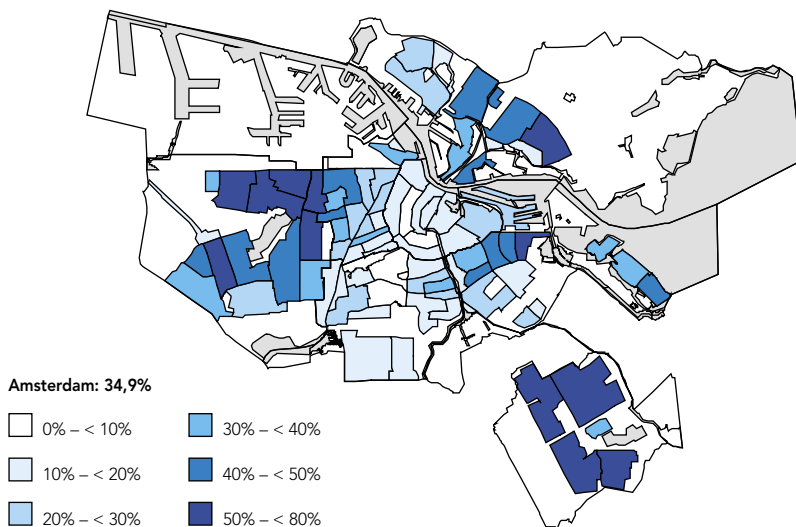 Amsterdam: 34,9%
0% – < 10%
10% – < 20%
20% – < 30%
30% – < 40%
40% – < 50%
50% – < 80%